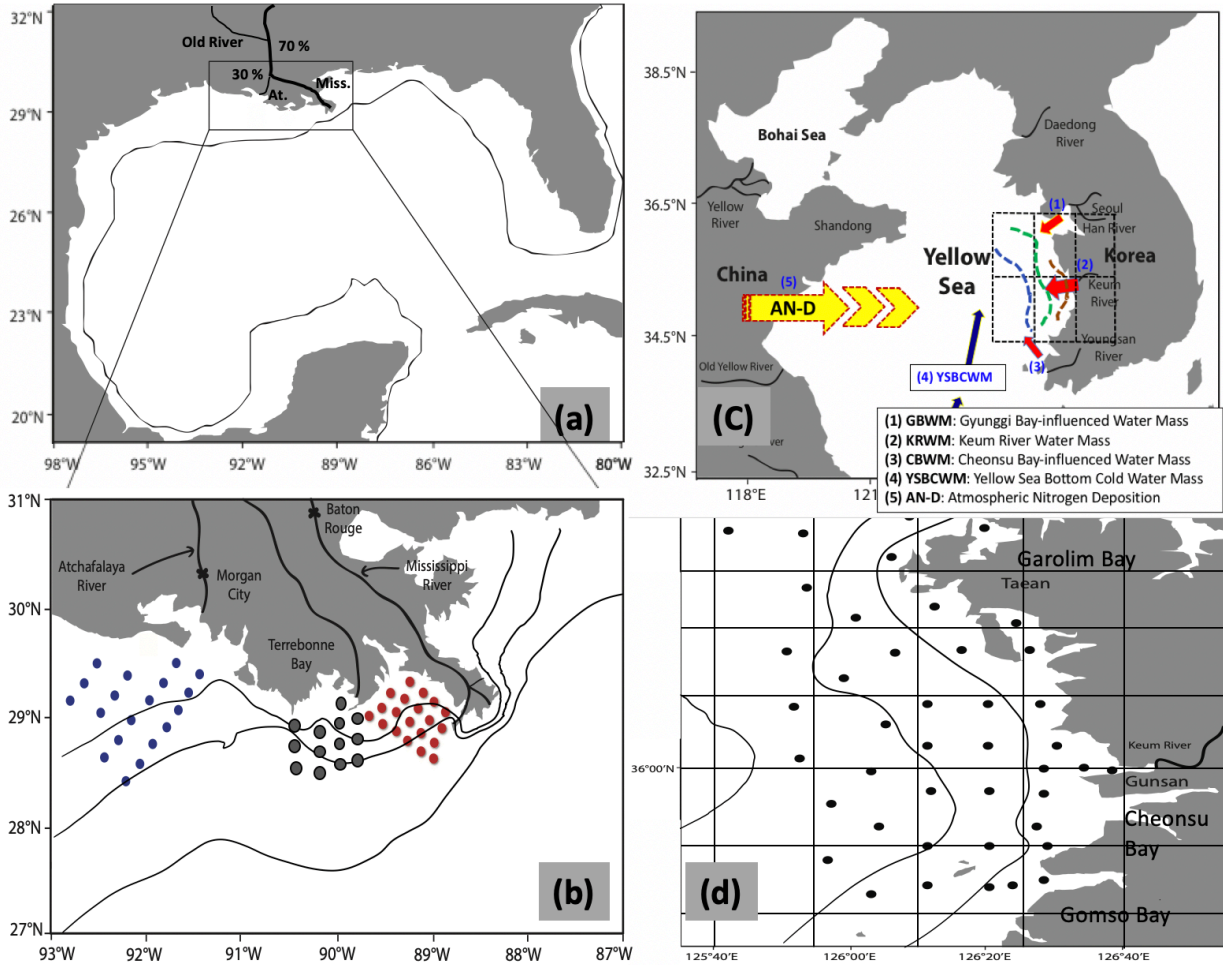 32°N
29°N
26°N
23°N
20°N
Old River
70 %
30 %
At.
Miss.
(a)
98°W
95°W
92°W
89°W
86°W
83°W
80°W
31°N
30°N
29°N
28°N
27°N
Atchafalaya
River
Morgan
City
Baton
Rouge
Mississippi
River
Terrebonne
Bay
(b)
93°W
92°W
91°W
90°W
89°W
88°W
87°W
38.5°N
36.5°N
34.5°N
32.5°N
Bohai Sea
Daedong
River
Yellow
River
Shandong
(1)
Seoul
Han River
Yellow
Sea
Korea
China
(5)
(2)
Keum
River
AN-D
Youngsan
River
(3)
Old Yellow River
(4) YSBCWM
(C)
(1) GBWM: Gyunggi Bay-influenced Water Mass
(2) KRWM: Keum River Water Mass
(3) CBWM: Cheonsu Bay-influenced Water Mass
(4) YSBCWM: Yellow Sea Bottom Cold Water Mass
(5) AN-D: Atmospheric Nitrogen Deposition
118°E
Garolim Bay
Taean
Keum River
36°00'N
Gunsan
Cheonsu
Bay
(d)
Gomso Bay
125°40'E
126°00'E
126°20'E
126°40'E